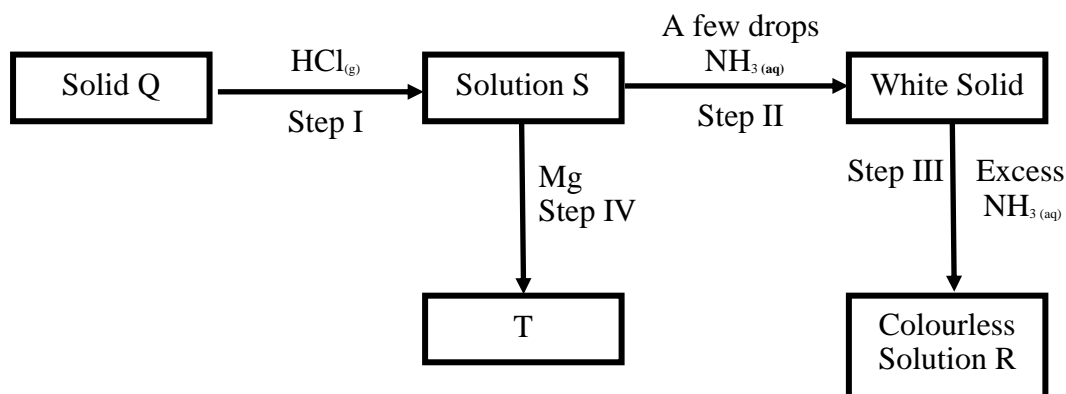 Solid Q
HCl(g)
Step I
Solution S
A few drops
NH3 (aq)
Step II
White Solid
Mg
Step IV
Step III
Excess
NH3 (aq)
T
Colourless
Solution R